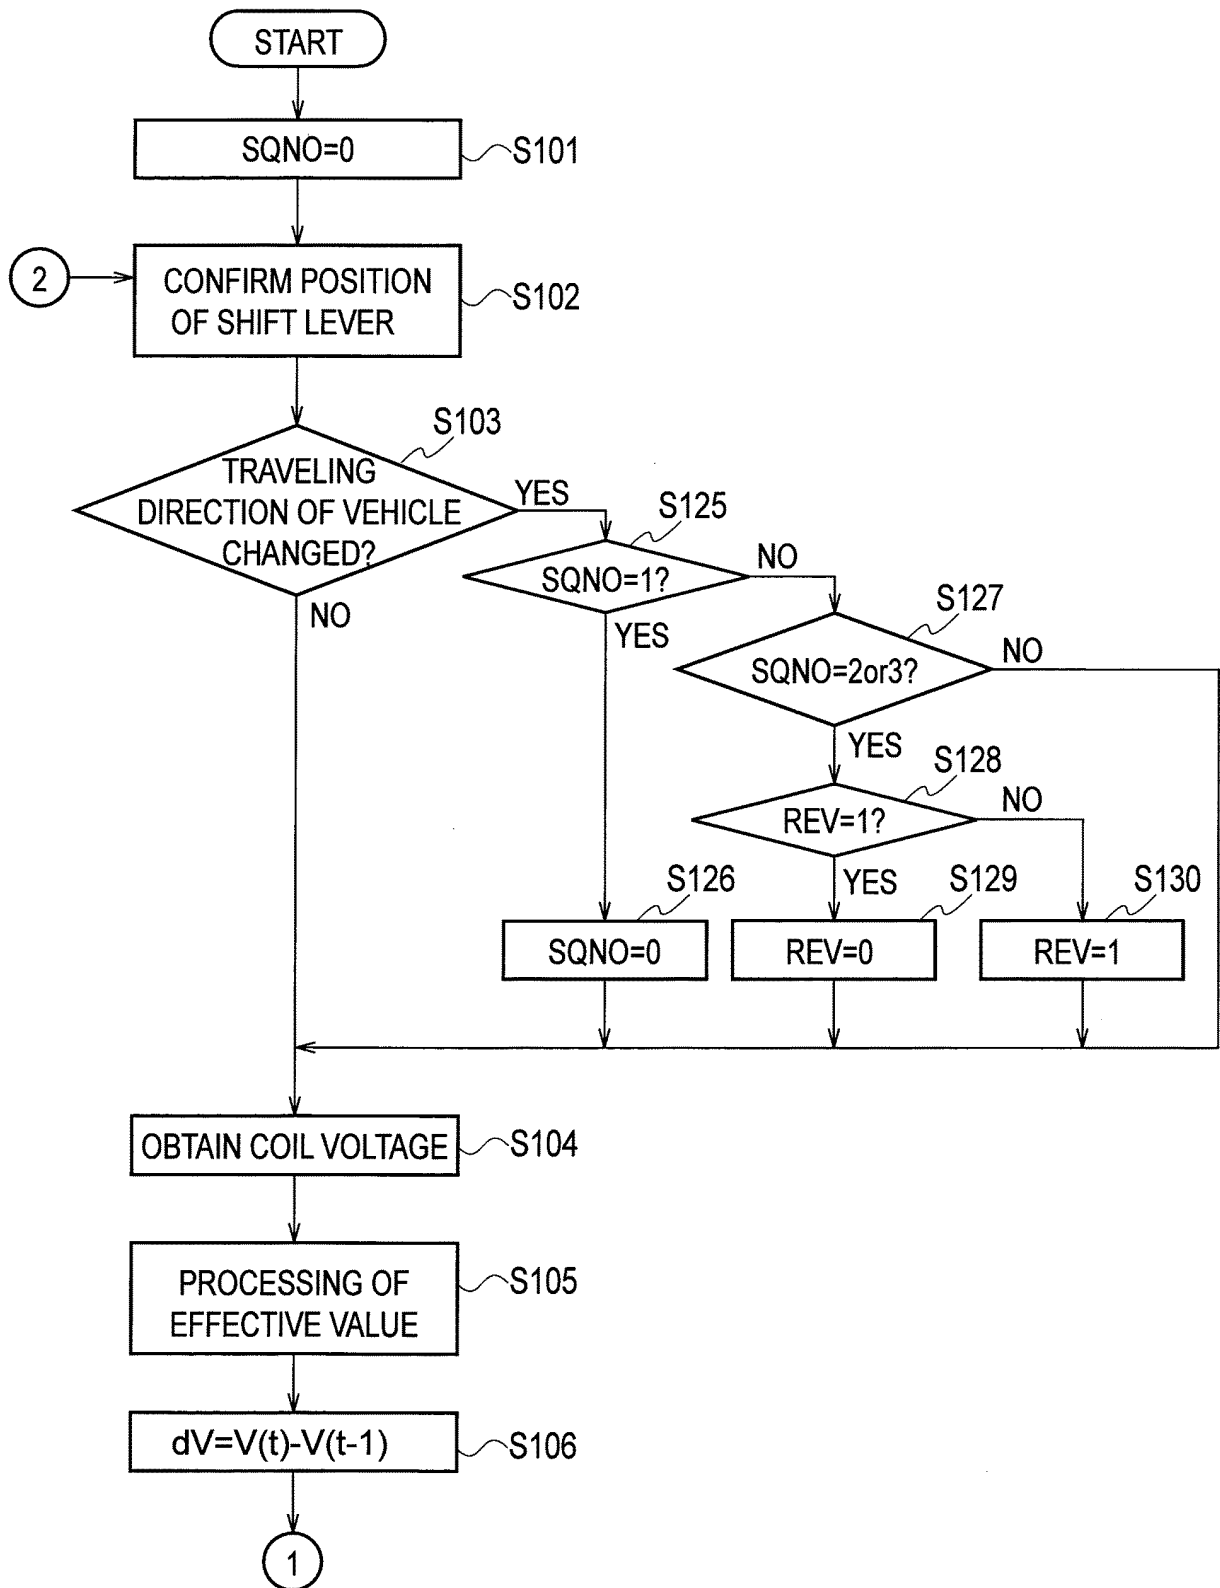 START
SQNO=0
S101
2
CONFIRM POSITION
OF SHIFT LEVER
S102
S103
TRAVELING
DIRECTION OF VEHICLE
CHANGED?
YES
NO
S125
SQNO=1?
NO
YES
S127
SQNO=2or3?
NO
YES
S128
REV=1?
NO
YES
S126
SQNO=0
S129
REV=0
S130
REV=1
OBTAIN COIL VOLTAGE
S104
PROCESSING OF
EFFECTIVE VALUE
S105
dV=V(t)-V(t-1)
S106
1